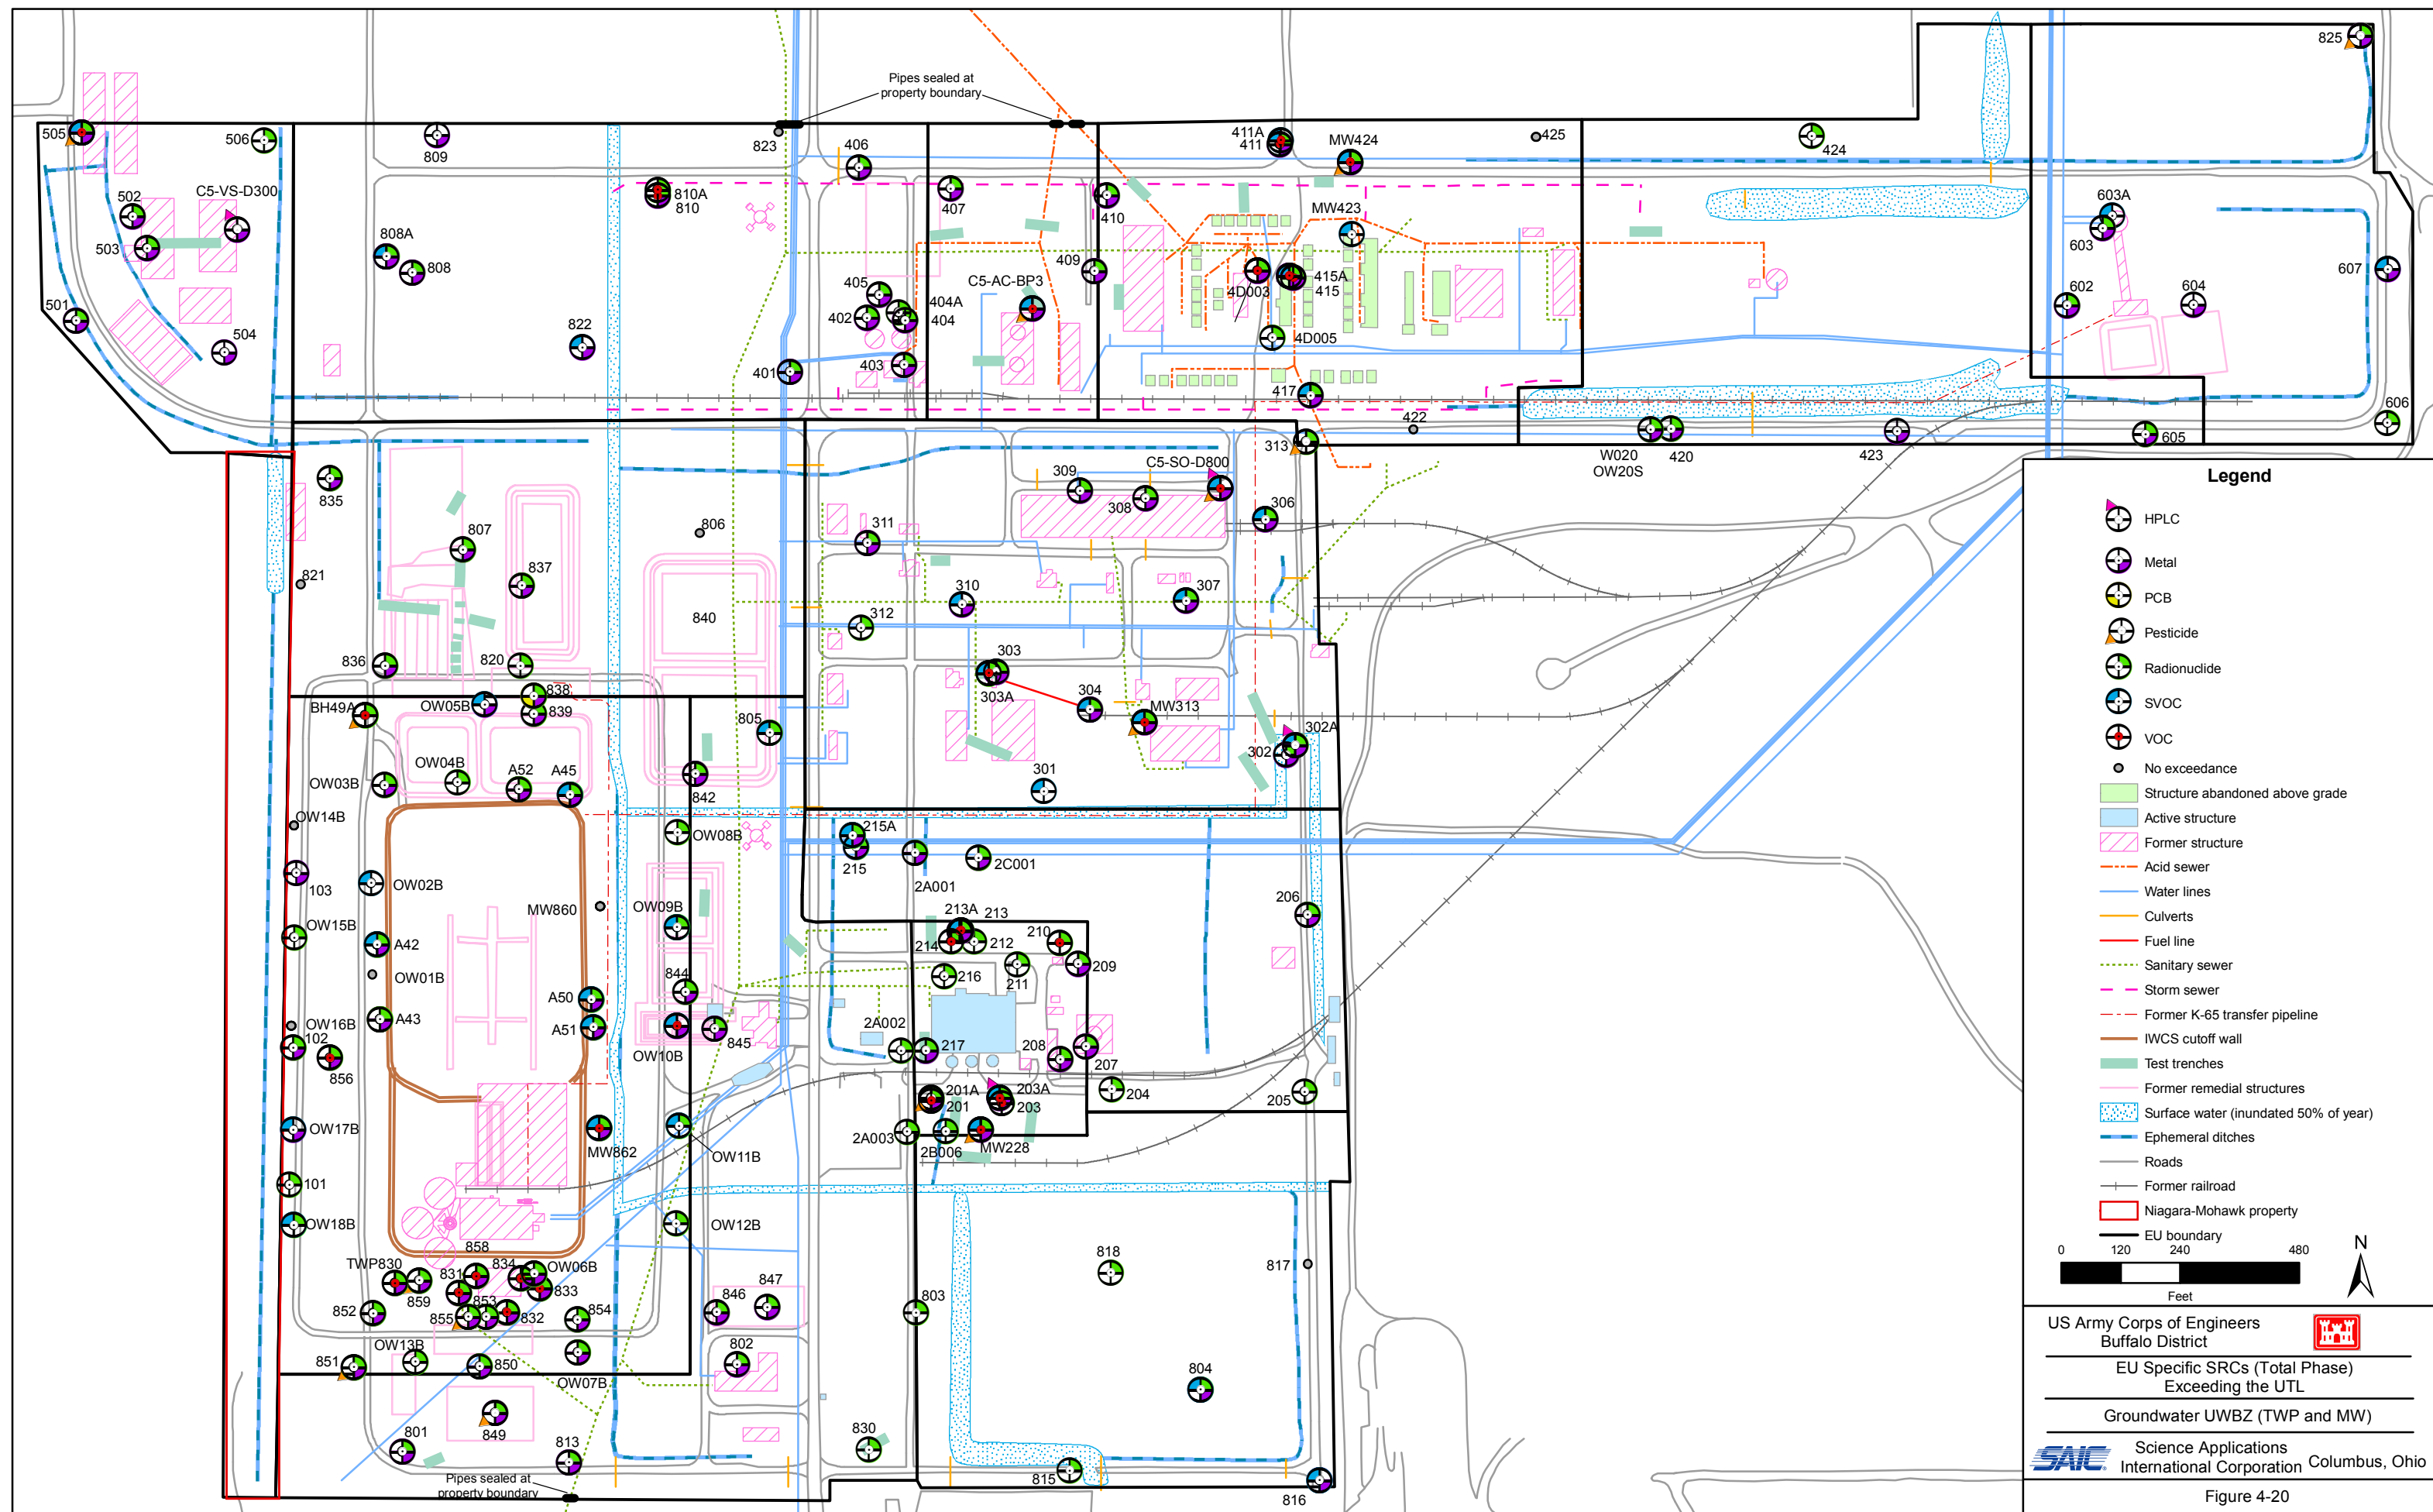 Pipes sealed at
property boundary
825
505
506
809
823
406
411A
411
MW424
425
424
502
C5-VS-D300
810A
810
407
410
MW423
603A
503
808A
808
409
603
607
405
C5-AC-BP3
4D003
415A
415
501
402
404A
404
602
604
504
822
4D005
401
403
417
422
606
313
W020
OW20S
420
423
605
835
309
C5-SO-D800
308
306
807
311
806
821
837
310
307
840
312
836
820
303
303A
304
838
BH49A
OW05B
839
805
MW313
302A
302
OW03B
OW04B
A52
A45
842
301
OW14B
OW08B
215A
215
2C001
103
OW02B
2A001
MW860
OW09B
206
213A
213
OW15B
A42
214
212
210
OW01B
844
216
211
209
A50
OW16B
A43
A51
2A002
102
OW10B
845
217
208
207
856
201A
201
203A
203
204
205
OW17B
MW862
OW11B
2A003
2B006
MW228
101
OW18B
OW12B
858
TWP830
831
834
OW06B
818
817
859
833
847
852
853
855
832
854
846
803
OW13B
802
851
850
OW07B
804
849
801
813
830
815
816
Pipes sealed at
property boundary
Legend
HPLC
Metal
PCB
Pesticide
Radionuclide
SVOC
VOC
No exceedance
Structure abandoned above grade
Active structure
Former structure
Acid sewer
Water lines
Culverts
Fuel line
Sanitary sewer
Storm sewer
Former K-65 transfer pipeline
IWCS cutoff wall
Test trenches
Former remedial structures
Surface water (inundated 50% of year)
Ephemeral ditches
Roads
Former railroad
Niagara-Mohawk property
EU boundary
0 120 240 480
Feet
N
US Army Corps of Engineers
Buffalo District
EU Specific SRCs (Total Phase)
Exceeding the UTL
Groundwater UWBZ (TWP and MW)
SAIC
Science Applications
International Corporation
Columbus, Ohio
Figure 4-20